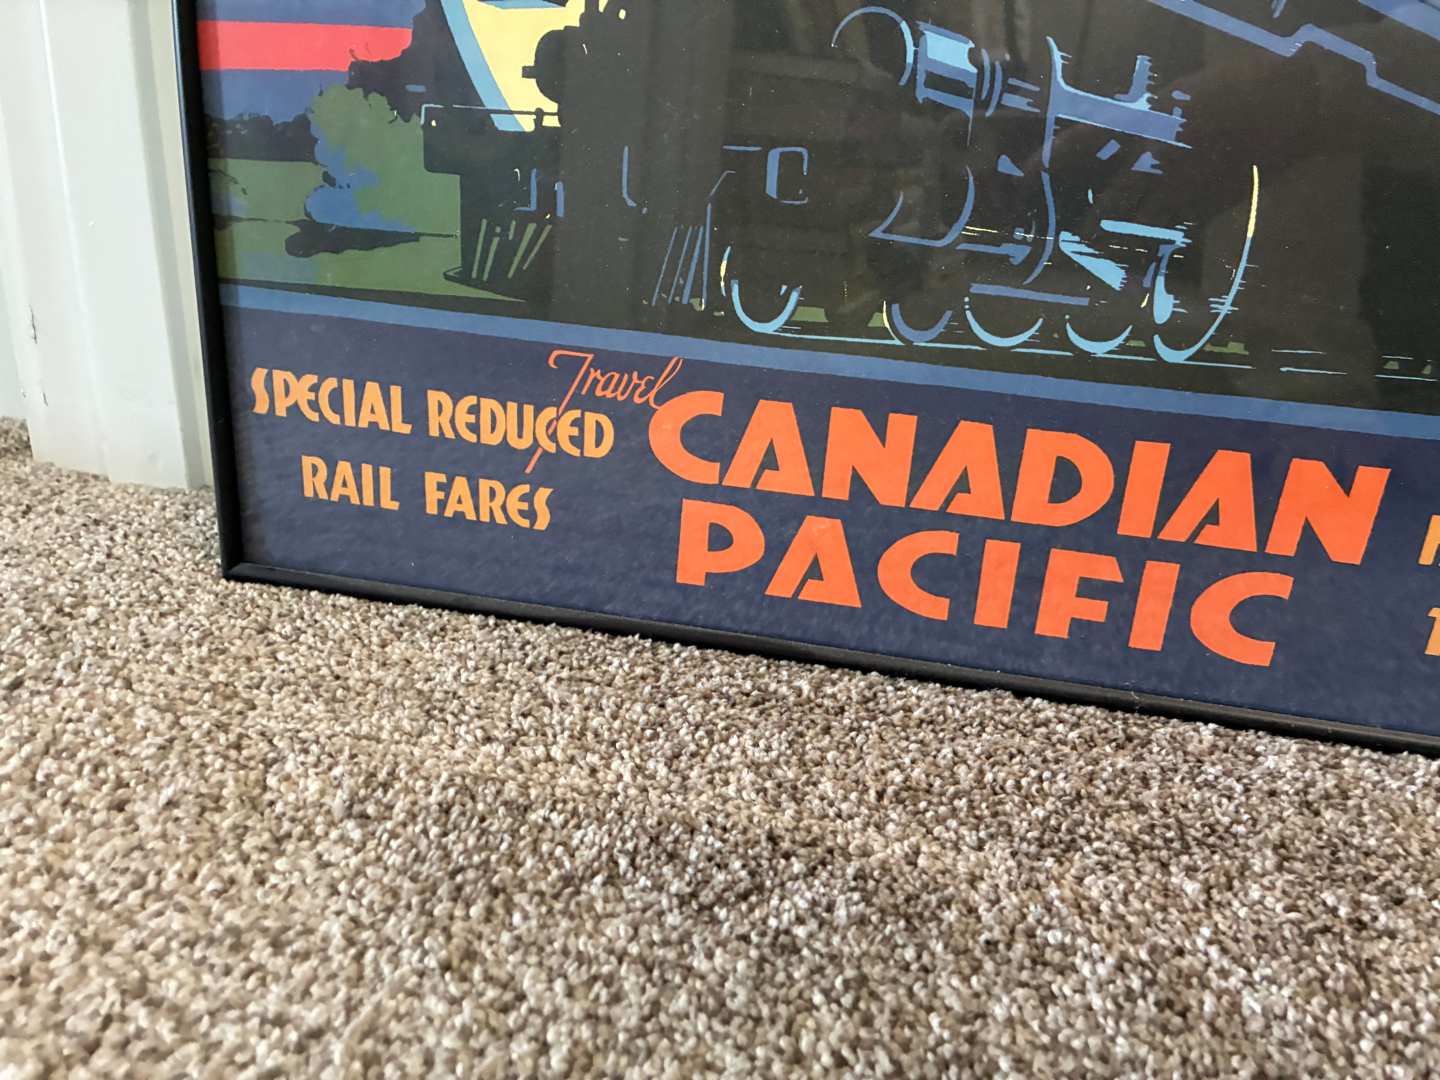 SPECIAL REDUCED
RAIL FARES
Travel
CANADIAN
PACIFIC